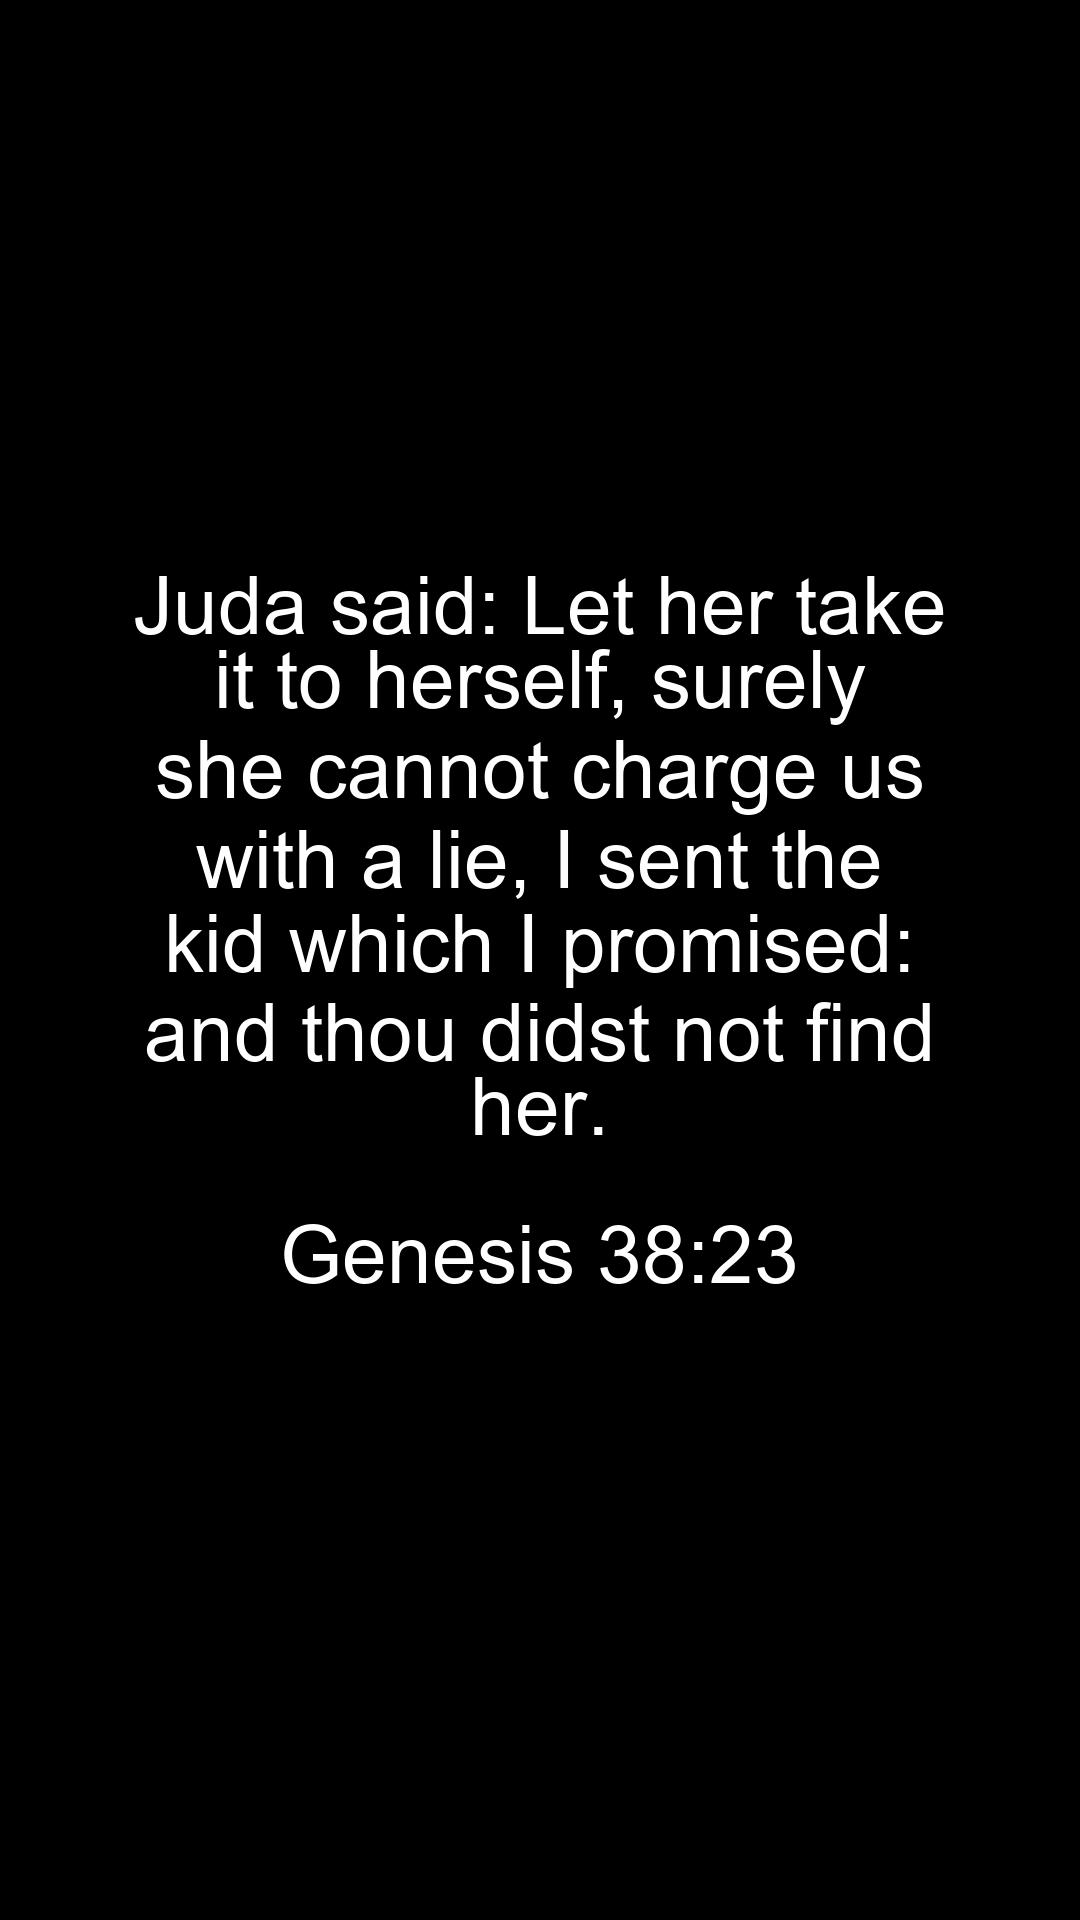 Juda said: Let her take
it to herself, surely
she cannot charge us
with a lie, I sent the
kid which I promised:
and thou didst not find
her.
Genesis 38:23